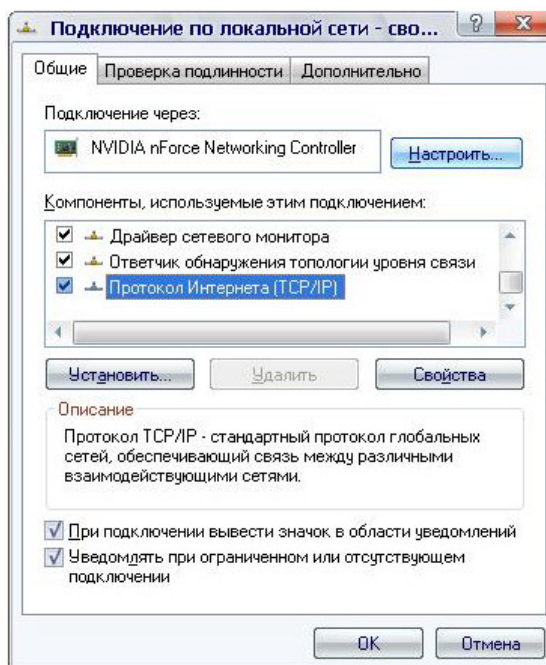 Подключение по локальной сети - сво...
Общие Проверка подлинности Дополнительно
Подключение через:
NVIDIA nForce Networking Controller Настроить...
Компоненты, используемые этим подключением:
Драйвер сетевого монитора
Ответчик обнаружения топологии уровня связи
Протокол Интернета (TCP/IP)
Установить... Удалить Свойства
Описание
Протокол TCP/IP - стандартный протокол глобальных
сетей, обеспечивающий связь между различными
взаимодействующими сетями.
При подключении вывести значок в области уведомлений
Уведомлять при ограниченном или отсутствующем
подключении
OK Отмена